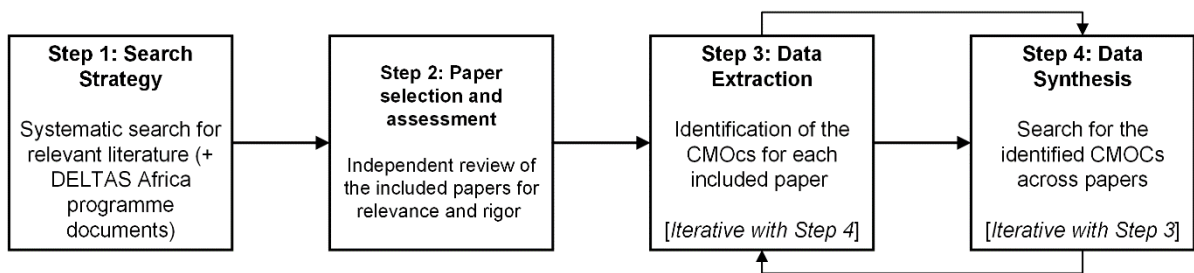 Step 1: Search
Strategy
Systematic search for
relevant literature (+
DELTAS Africa
programme
documents)
Step 2: Paper
selection and
assessment
Independent review of
the included papers for
relevance and rigor
Step 3: Data
Extraction
Identification of the
CMOcs for each
included paper
[Iterative with Step 4]
Step 4: Data
Synthesis
Search for the
identified CMOCs
across papers
[Iterative with Step 3]